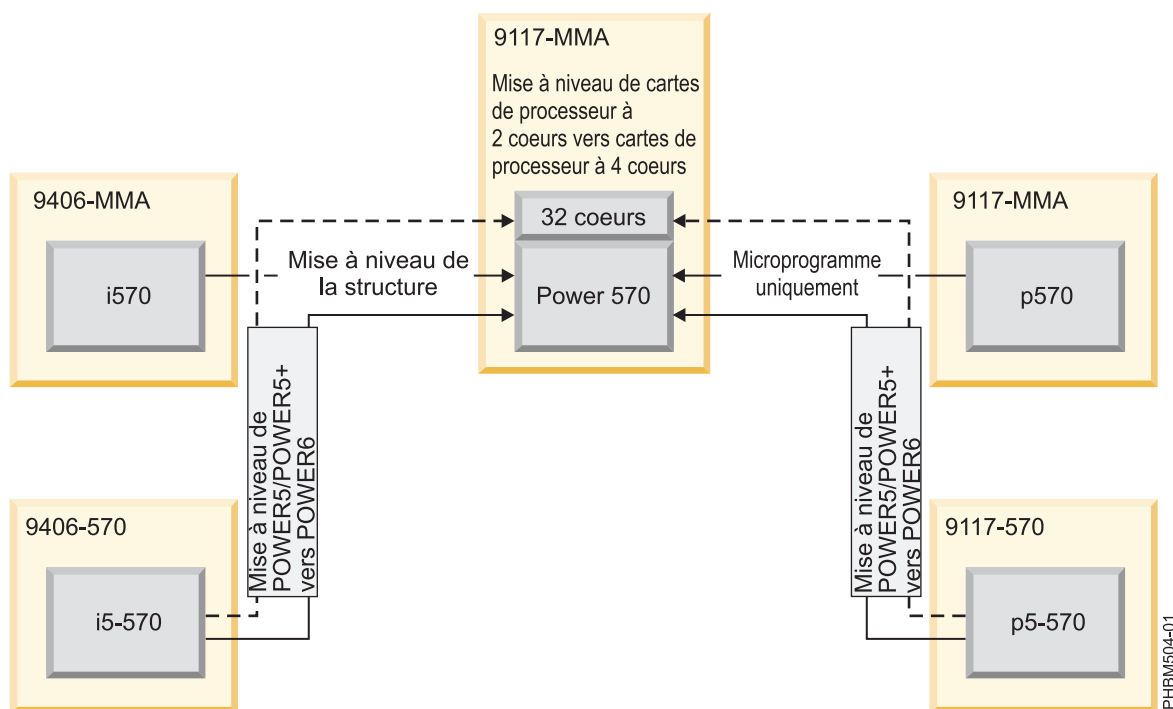 9117-MMA
Mise à niveau de cartes
de processeur à
2 coeurs vers cartes de
processeur à 4 coeurs
32 coeurs
Power 570
9406-MMA
i570
Mise à niveau de
la structure
Microprogramme
uniquement
9117-MMA
p570
Mise à niveau de
POWER5/POWER5+
vers POWER6
Mise à niveau de
POWER5/POWER5+
vers POWER6
9406-570
i5-570
9117-570
p5-570
PHBM504-01